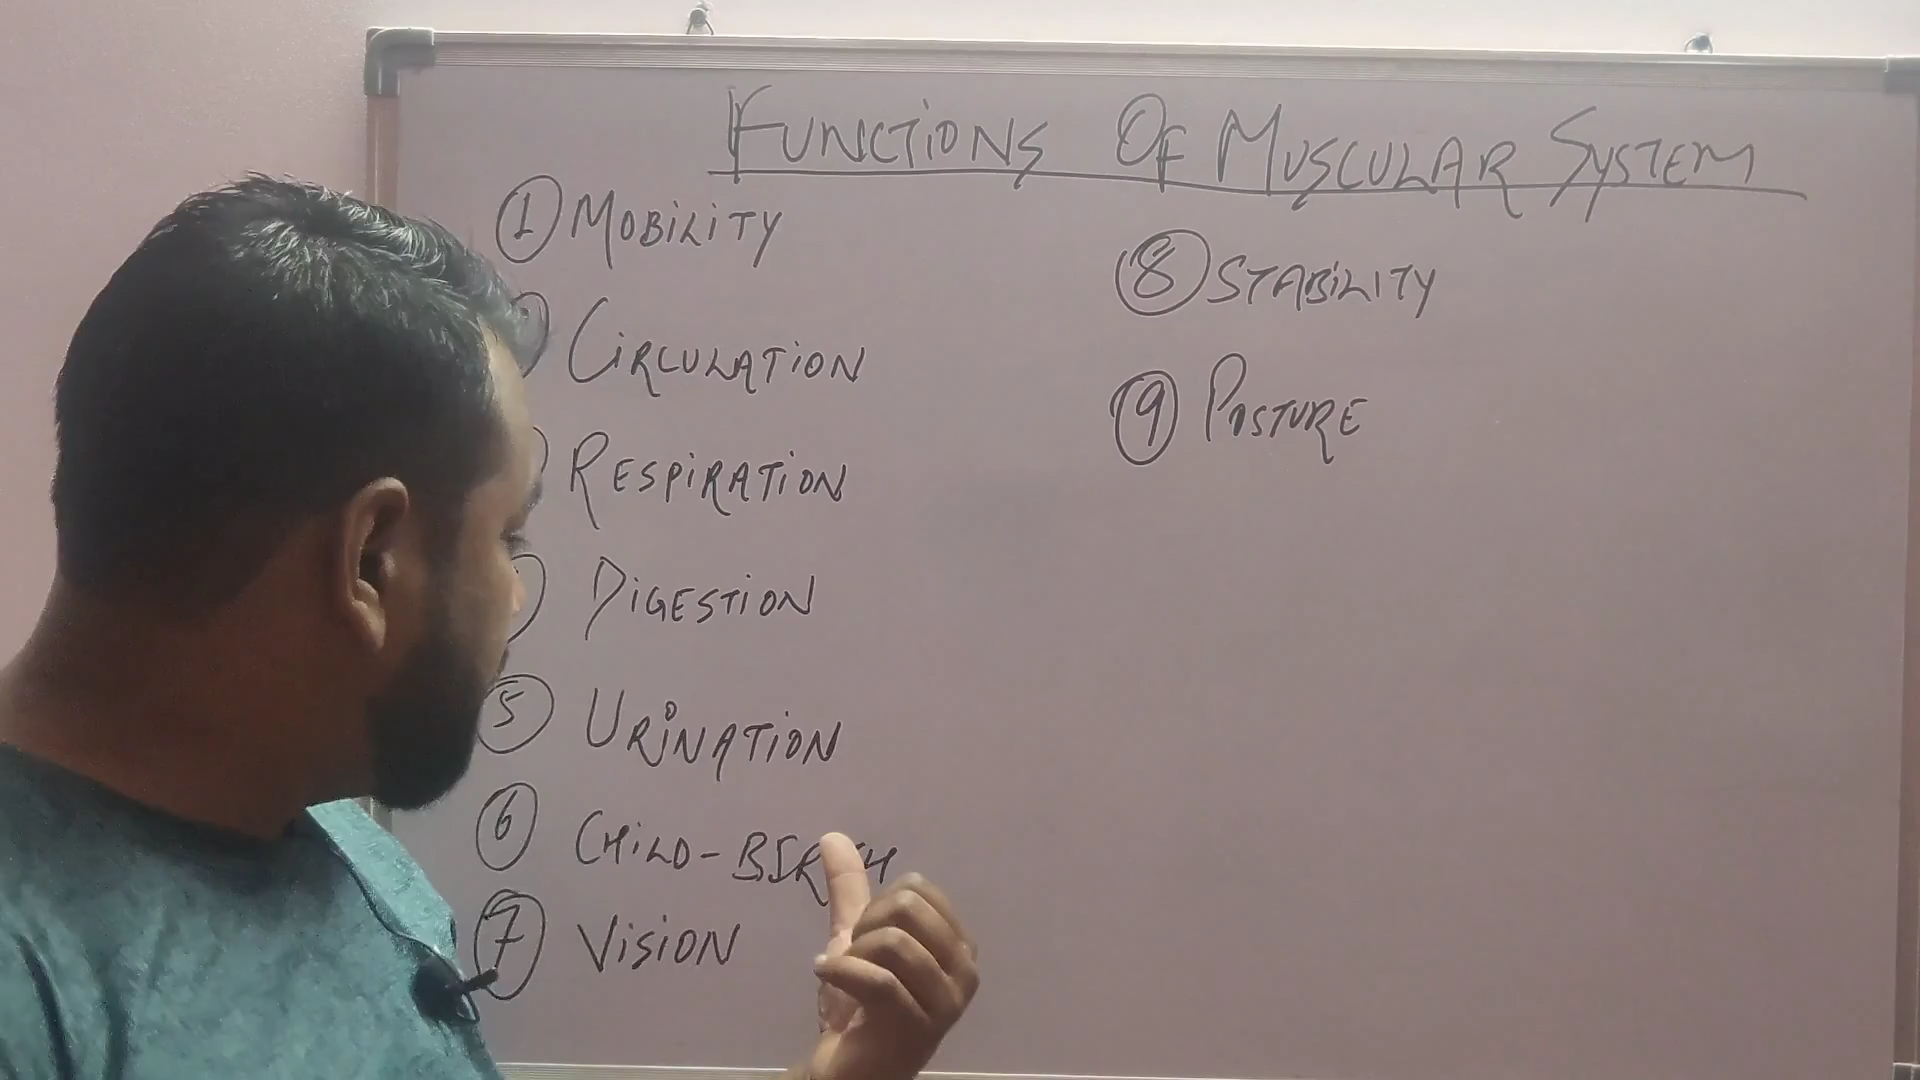 FUNCTIONS OF MUSCULAR SYSTEM
1 MOBILITY
CIRCULATION
RESPIRATION
DIGESTION
5 URINATION
6 CHILD-BIRTH
7 VISION
8 STABILITY
9 POSTURE